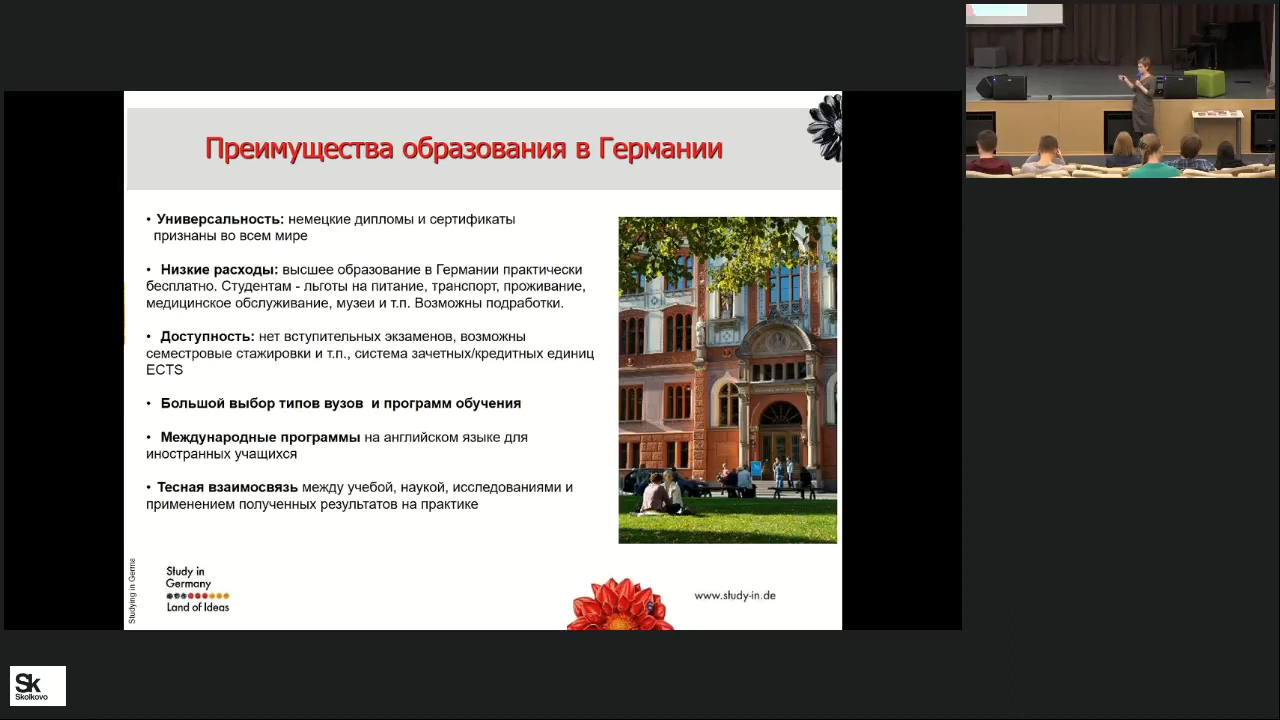 Преимущества образования в Германии
• Универсальность: немецкие дипломы и сертификаты
признаны во всем мире
• Низкие расходы: высшее образование в Германии практически
бесплатно. Студентам - льготы на питание, транспорт, проживание,
медицинское обслуживание, музеи и т.п. Возможны подработки.
• Доступность: нет вступительных экзаменов, возможны
семестровые стажировки и т.п., система зачетных/кредитных единиц
ECTS
• Большой выбор типов вузов и программ обучения
• Международные программы на английском языке для
иностранных учащихся
• Тесная взаимосвязь между учебой, наукой, исследованиями и
применением полученных результатов на практике
Studying in Germa
Study in
Germany
Land of Ideas
www.study-in.de
Sk
Skolkovo